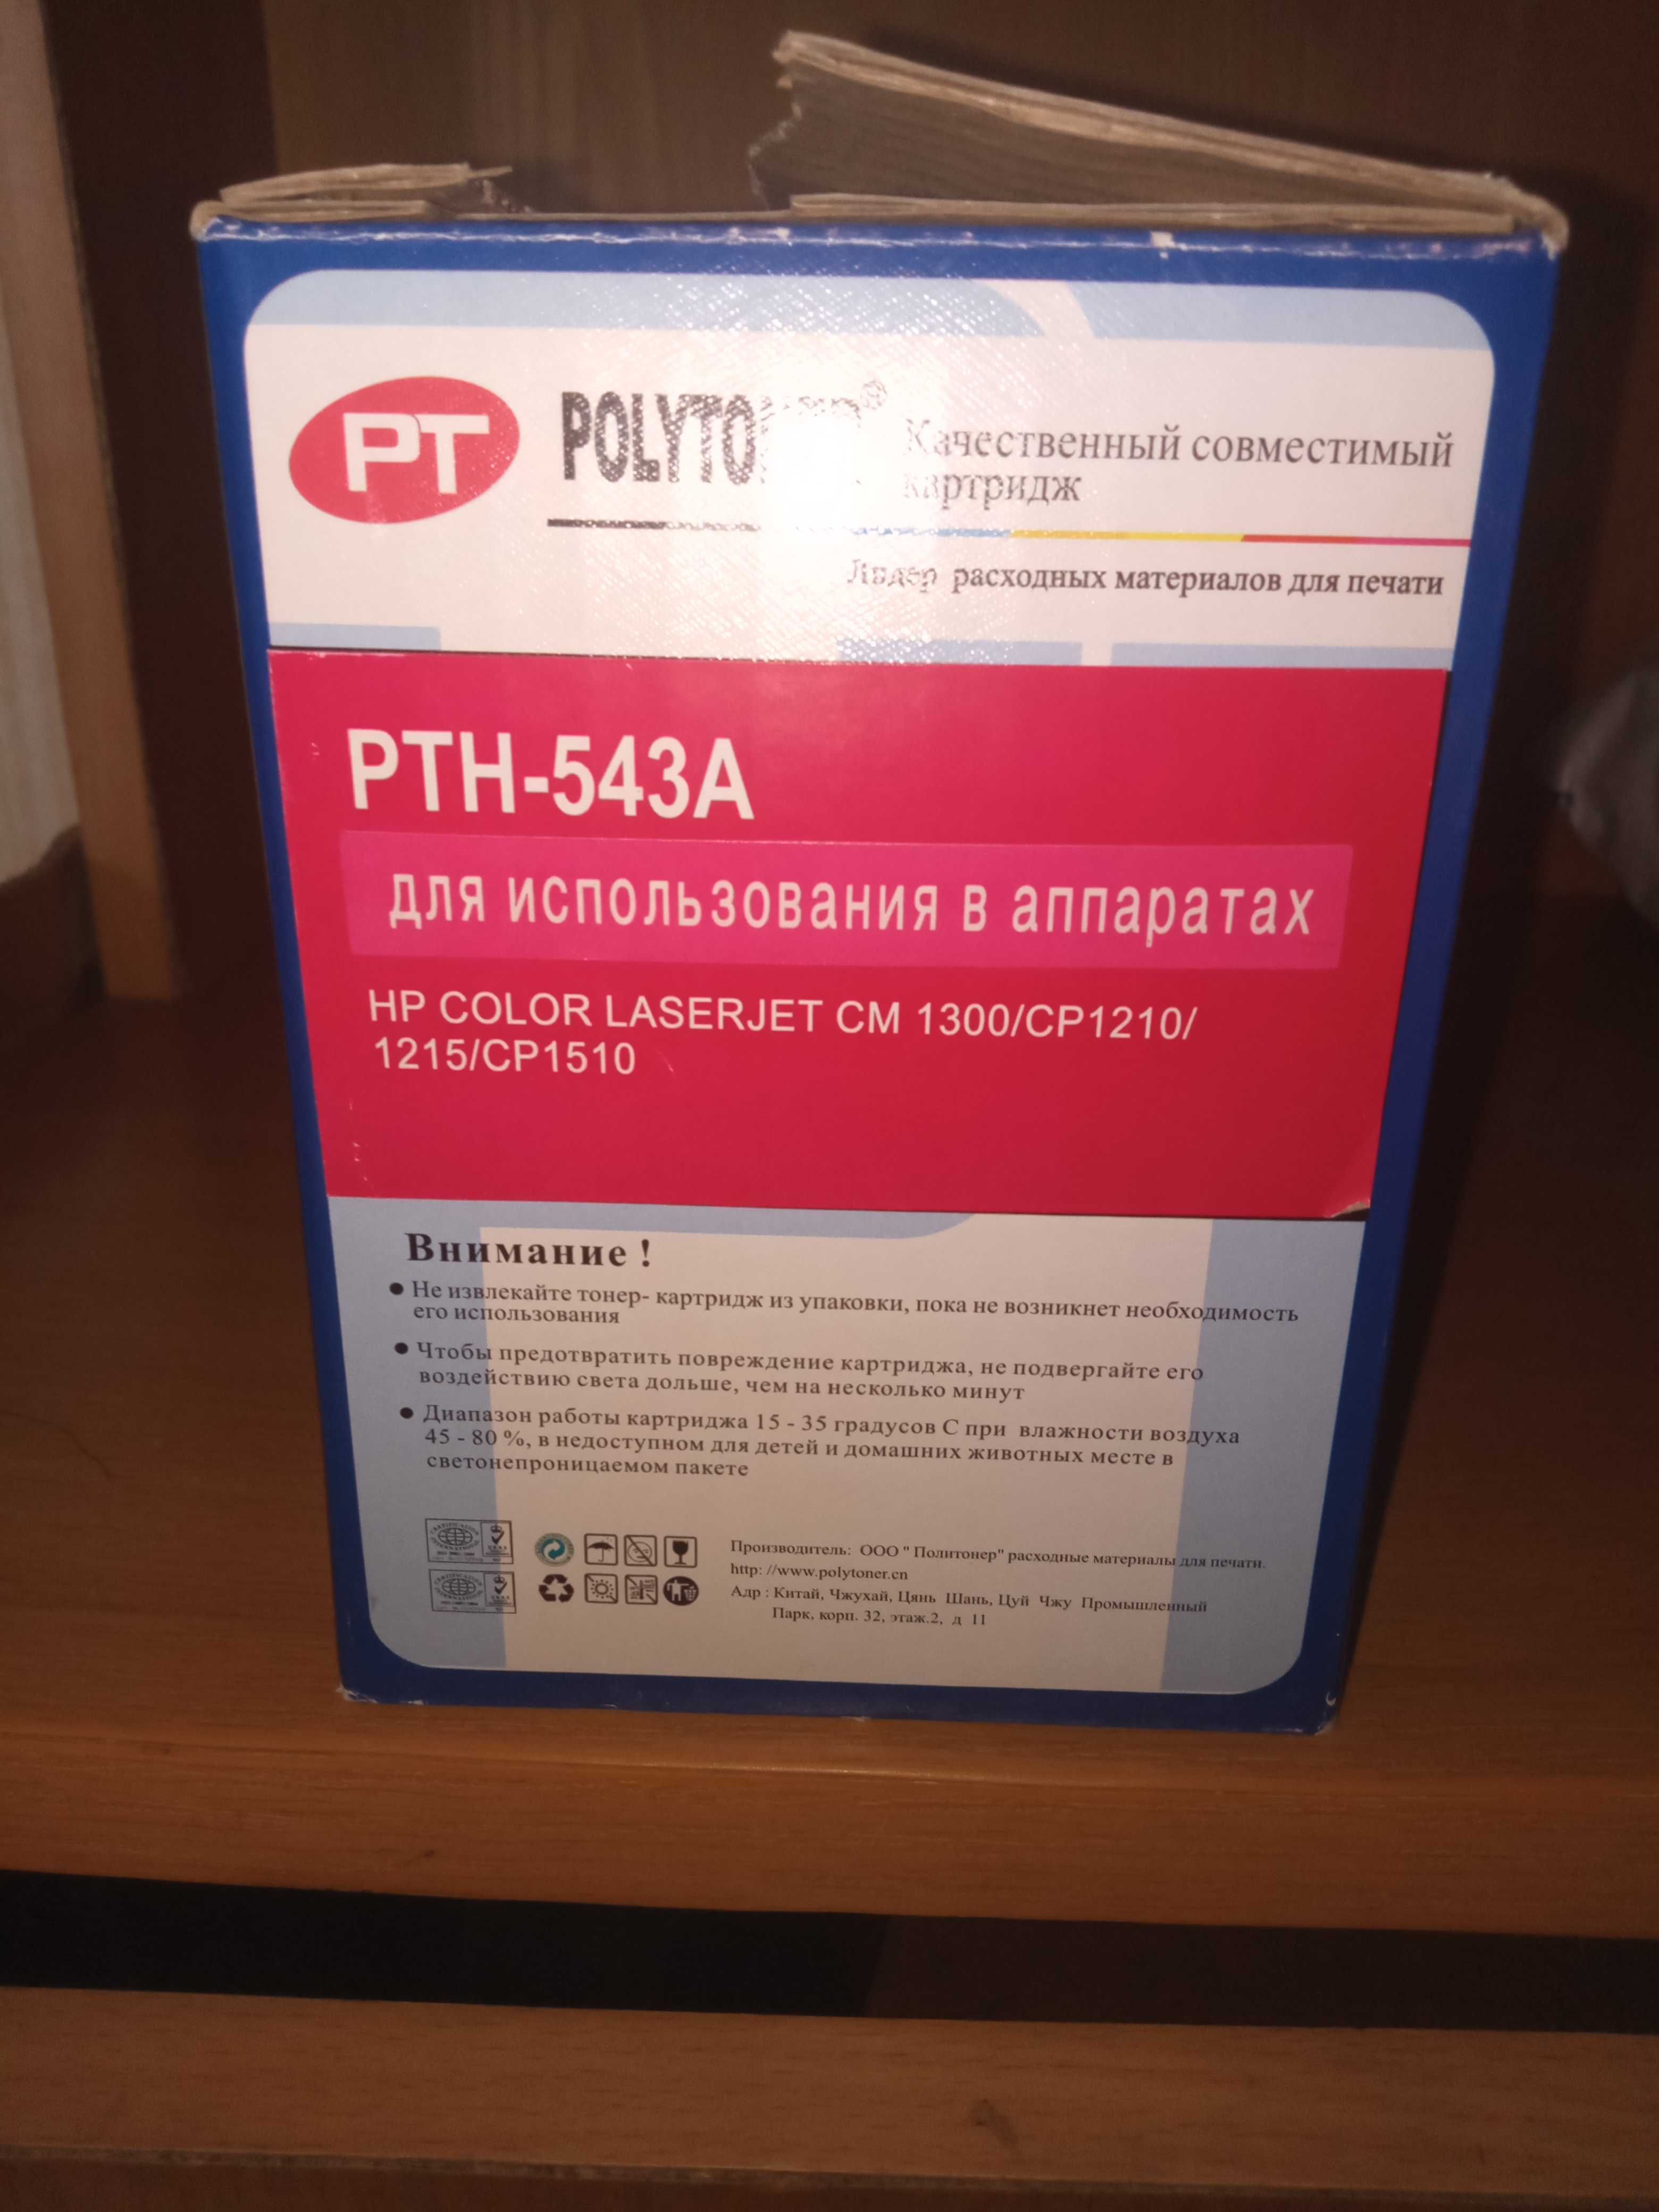 PT
Качественный совместимый
картридж
Лидер расходных материалов для печати
PTH-543A
для использования в аппаратах
HP COLOR LASERJET CM 1300/CP1210/
1215/CP1510
Внимание !
● Не извлекайте тонер- картридж из упаковки, пока не возникнет необходимость
его использования
● Чтобы предотвратить повреждение картриджа, не подвергайте его
воздействию света дольше, чем на несколько минут
● Диапазон работы картриджа 15 - 35 градусов С при влажности воздуха
45 - 80 %, в недоступном для детей и домашних животных месте в
светонепроницаемом пакете
Производитель: ООО " Политонер" расходные материалы для печати.
http: //www.polytoner.cn
Адр : Китай, Чжухай, Цянь Шань, Цуй Чжу Промышленный
Парк, корп. 32, этаж.2, д 11